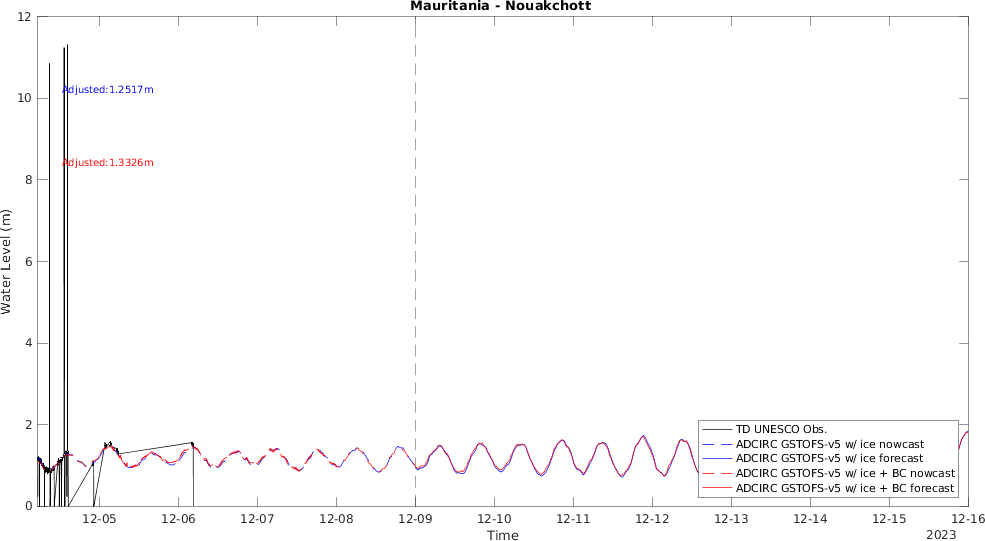 Mauritania - Nouakchott
12
10
8
6
4
2
0
Water Level (m)
Adjusted:1.2517m
Adjusted:1.3326m
TD UNESCO Obs.
ADCIRC GSTOFS-v5 w/ ice nowcast
ADCIRC GSTOFS-v5 w/ ice forecast
ADCIRC GSTOFS-v5 w/ ice + BC nowcast
ADCIRC GSTOFS-v5 w/ ice + BC forecast
12-05 12-06 12-07 12-08 12-09 12-10 12-11 12-12 12-13 12-14 12-15 12-16
Time
2023